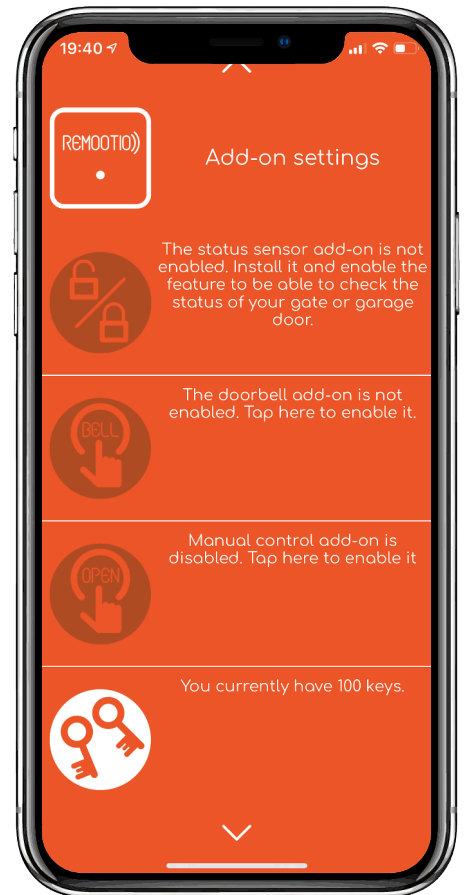 19:40
REMOOTIO
Add-on settings
The status sensor add-on is not
enabled. Install it and enable the
feature to be able to check the
status of your gate or garage
door.
The doorbell add-on is not
enabled. Tap here to enable it.
BELL
Manual control add-on is
disabled. Tap here to enable it
OPEN
You currently have 100 keys.